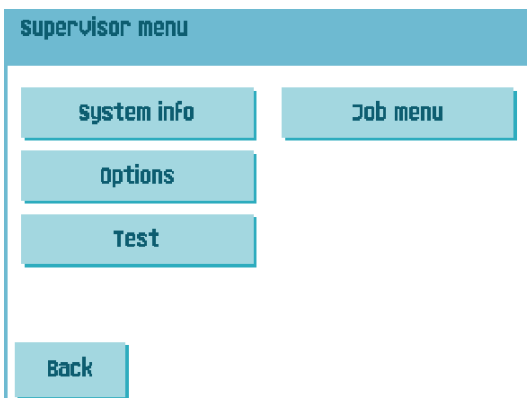 Supervisor menu
System info
Job menu
Options
Test
Back